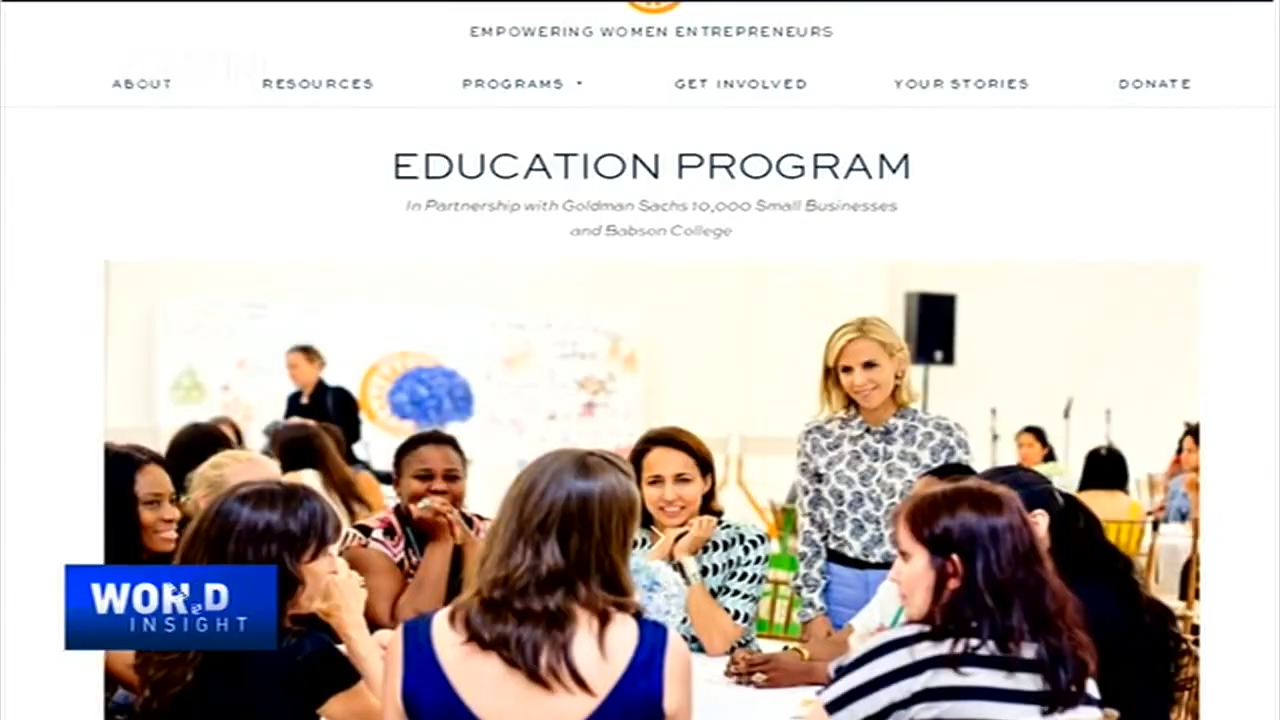 EMPOWERING WOMEN ENTREPRENEURS
ABOUT RESOURCES PROGRAMS GET INVOLVED YOUR STORIES DONATE
EDUCATION PROGRAM
In Partnership with Goldman Sachs 10,000 Small Businesses
and Babson College
WORLD
INSIGHT